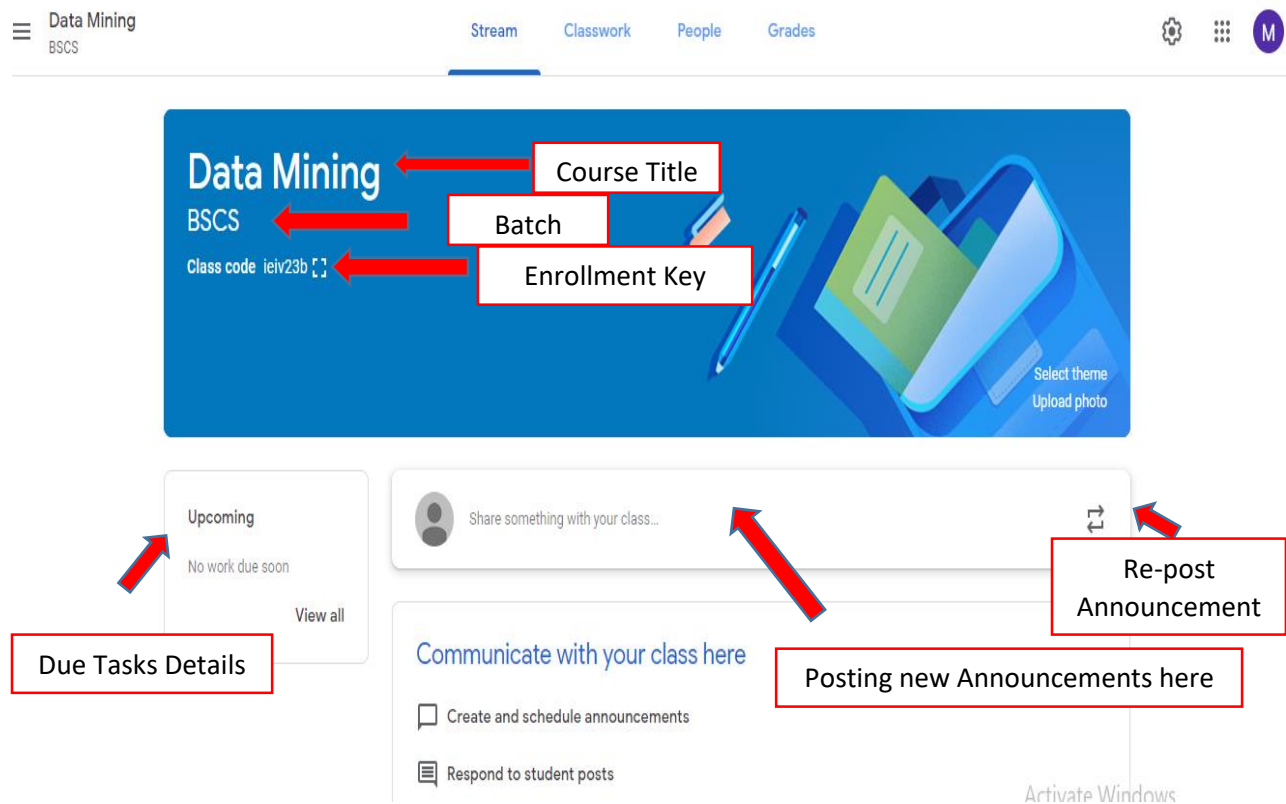 Data Mining
BSCS
Stream Classwork People Grades
M
Data Mining
Course Title
BSCS
Batch
Class code ieiv23b
Enrollment Key
Select theme
Upload photo
Upcoming
No work due soon
View all
Due Tasks Details
Share something with your class...
Re-post
Announcement
Communicate with your class here
Posting new Announcements here
Create and schedule announcements
Respond to student posts
Activate Windows